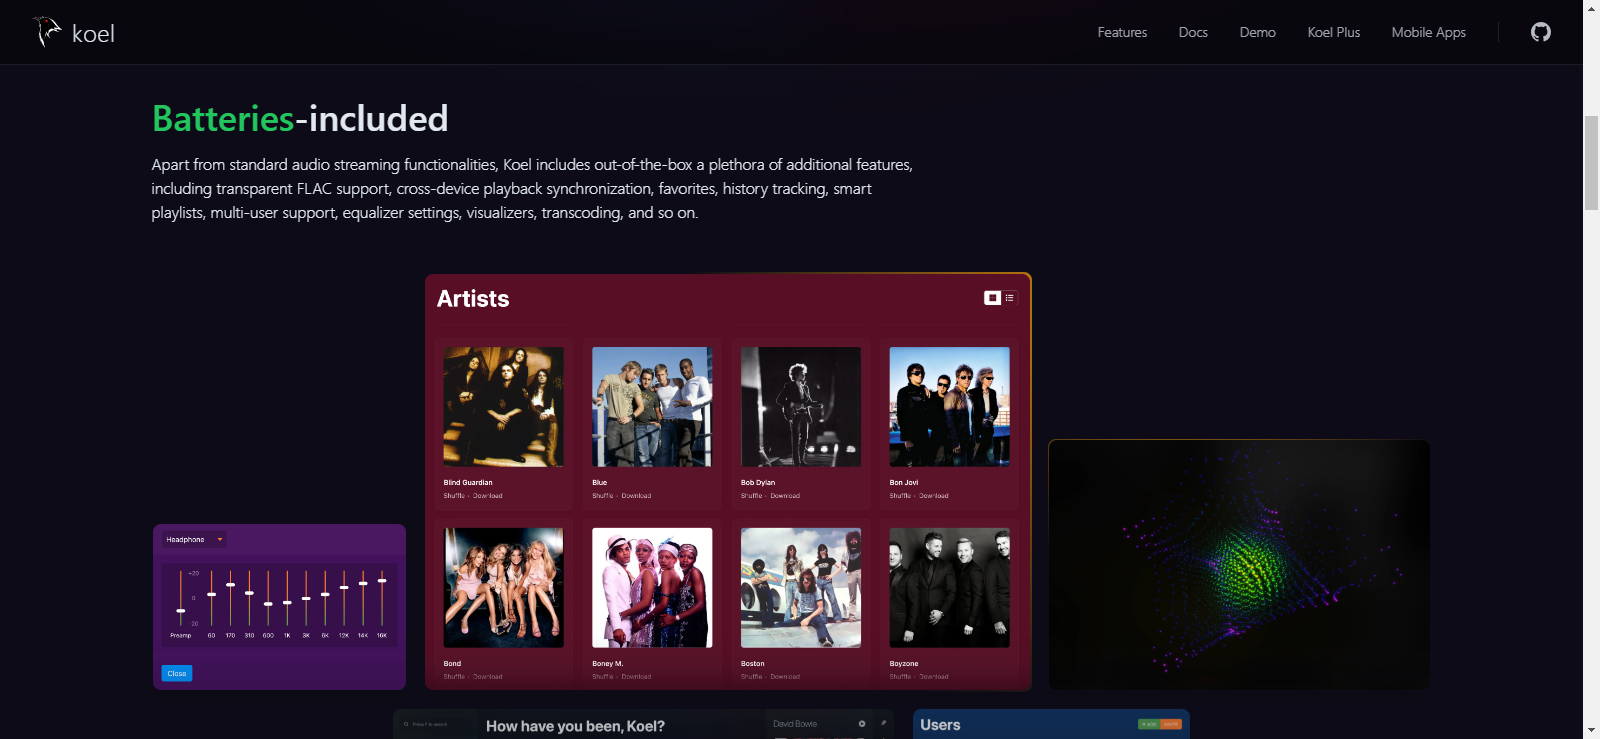 koel
Features
Docs
Demo
Koel Plus
Mobile Apps
Batteries-included
Apart from standard audio streaming functionalities, Koel includes out-of-the-box a plethora of additional features,
including transparent FLAC support, cross-device playback synchronization, favorites, history tracking, smart
playlists, multi-user support, equalizer settings, visualizers, transcoding, and so on.
Artists
Blind Guardian
Shuffle • Download
Blue
Shuffle • Download
Bob Dylan
Shuffle • Download
Bon Jovi
Shuffle • Download
Bond
Shuffle • Download
Boney M.
Shuffle • Download
Boston
Shuffle • Download
Boyzone
Shuffle • Download
Headphone
+20
0
20
Preamp 60 170 310 600 1K 3K 6K 12K 14K 16K
Close
Press F to search
How have you been, Koel?
David Bowie
Users